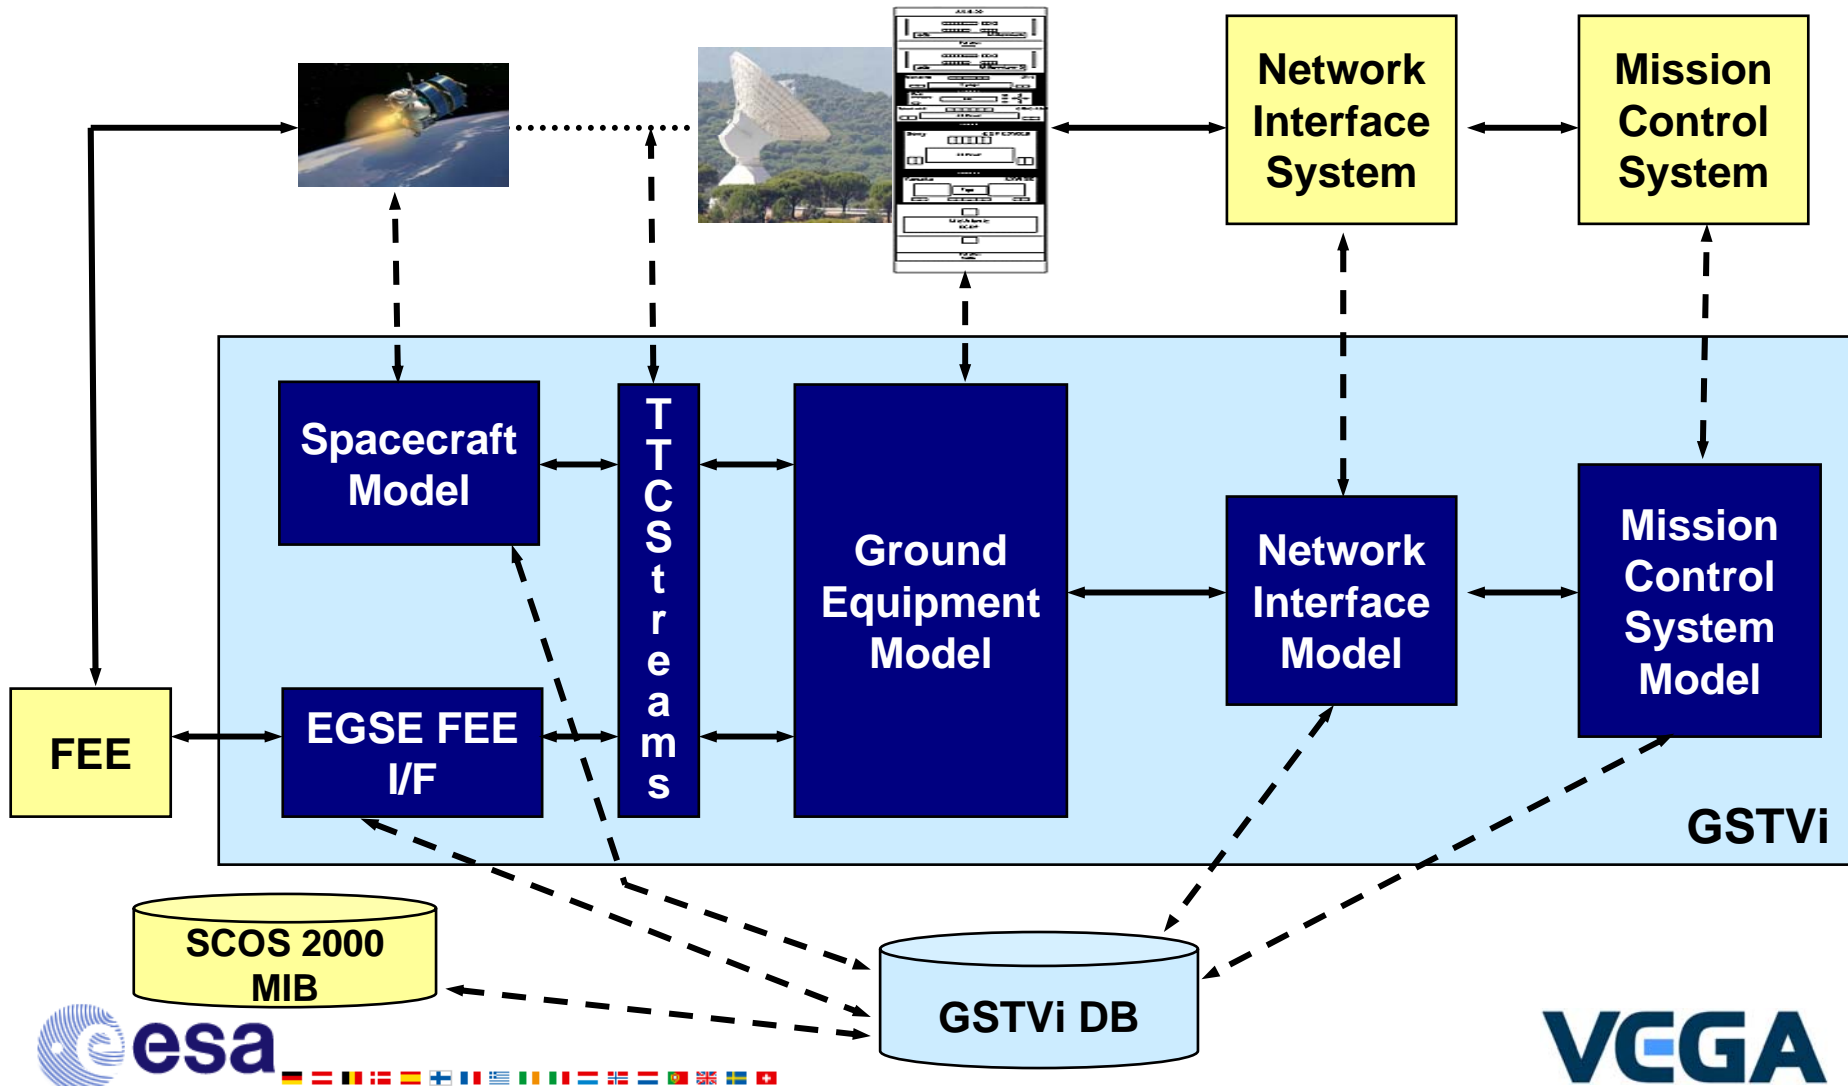 Network
Interface
System
Mission
Control
System
Spacecraft
Model
TTCStreams
Ground
Equipment
Model
Network
Interface
Model
Mission
Control
System
Model
FEE
EGSE FEE
I/F
GSTVi
SCOS 2000
MIB
GSTVi DB
esa
VEGA